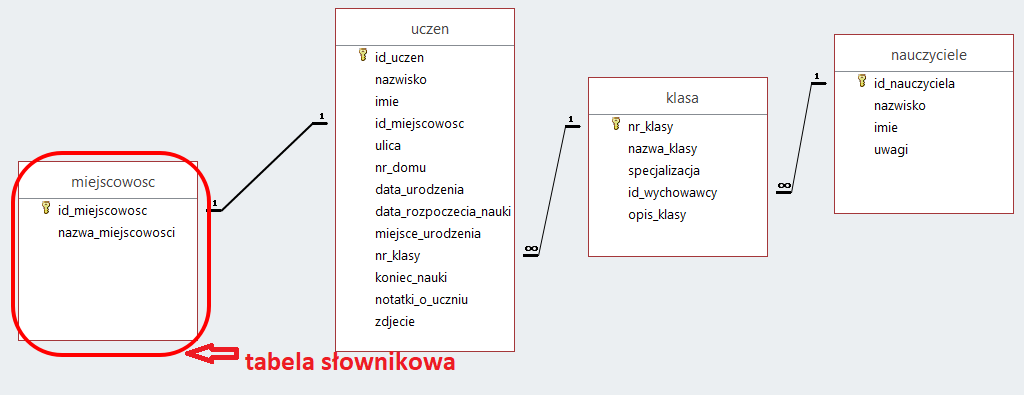 miejscowosc
id_miejscowosc
nazwa_miejscowosci
1
1
uczen
id_uczen
nazwisko
imie
id_miejscowosc
ulica
nr_domu
data_urodzenia
data_rozpoczecia_nauki
miejsce_urodzenia
nr_klasy
koniec_nauki
notatki_o_uczniu
zdjecie
∞
1
klasa
nr_klasy
nazwa_klasy
specjalizacja
id_wychowawcy
opis_klasy
∞
1
nauczyciele
id_nauczyciela
nazwisko
imie
uwagi
tabela słownikowa